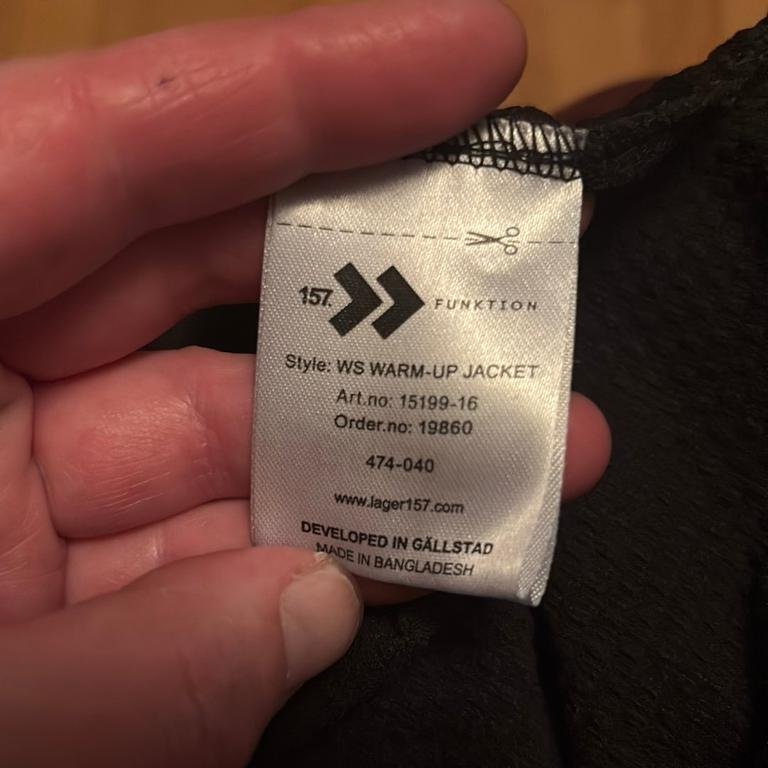 157. FUNKTION
Style: WS WARM-UP JACKET
Art.no: 15199-16
Order.no: 19860
474-040
www.lager157.com
DEVELOPED IN GÄLLSTAD
MADE IN BANGLADESH